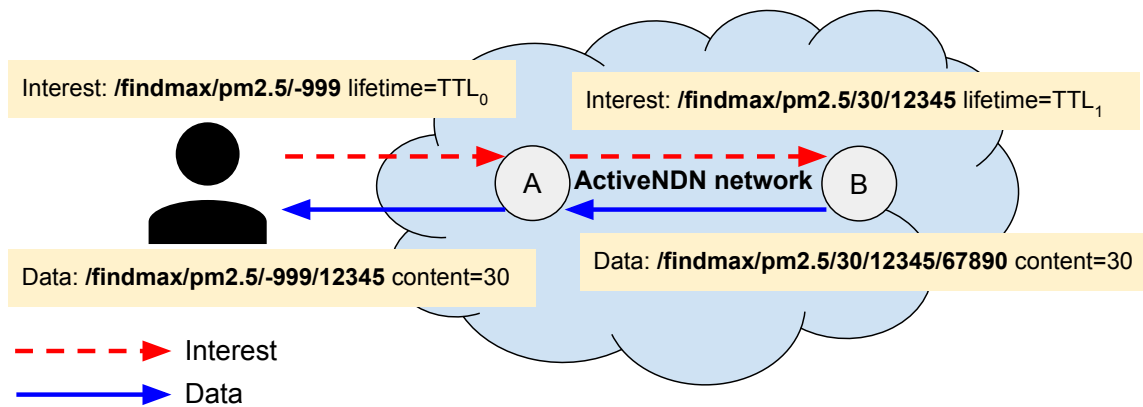 Interest: /findmax/pm2.5/-999 lifetime=TTL₀
Interest: /findmax/pm2.5/30/12345 lifetime=TTL₁
A
ActiveNDN network
B
Data: /findmax/pm2.5/-999/12345 content=30
Data: /findmax/pm2.5/30/12345/67890 content=30
Interest
Data